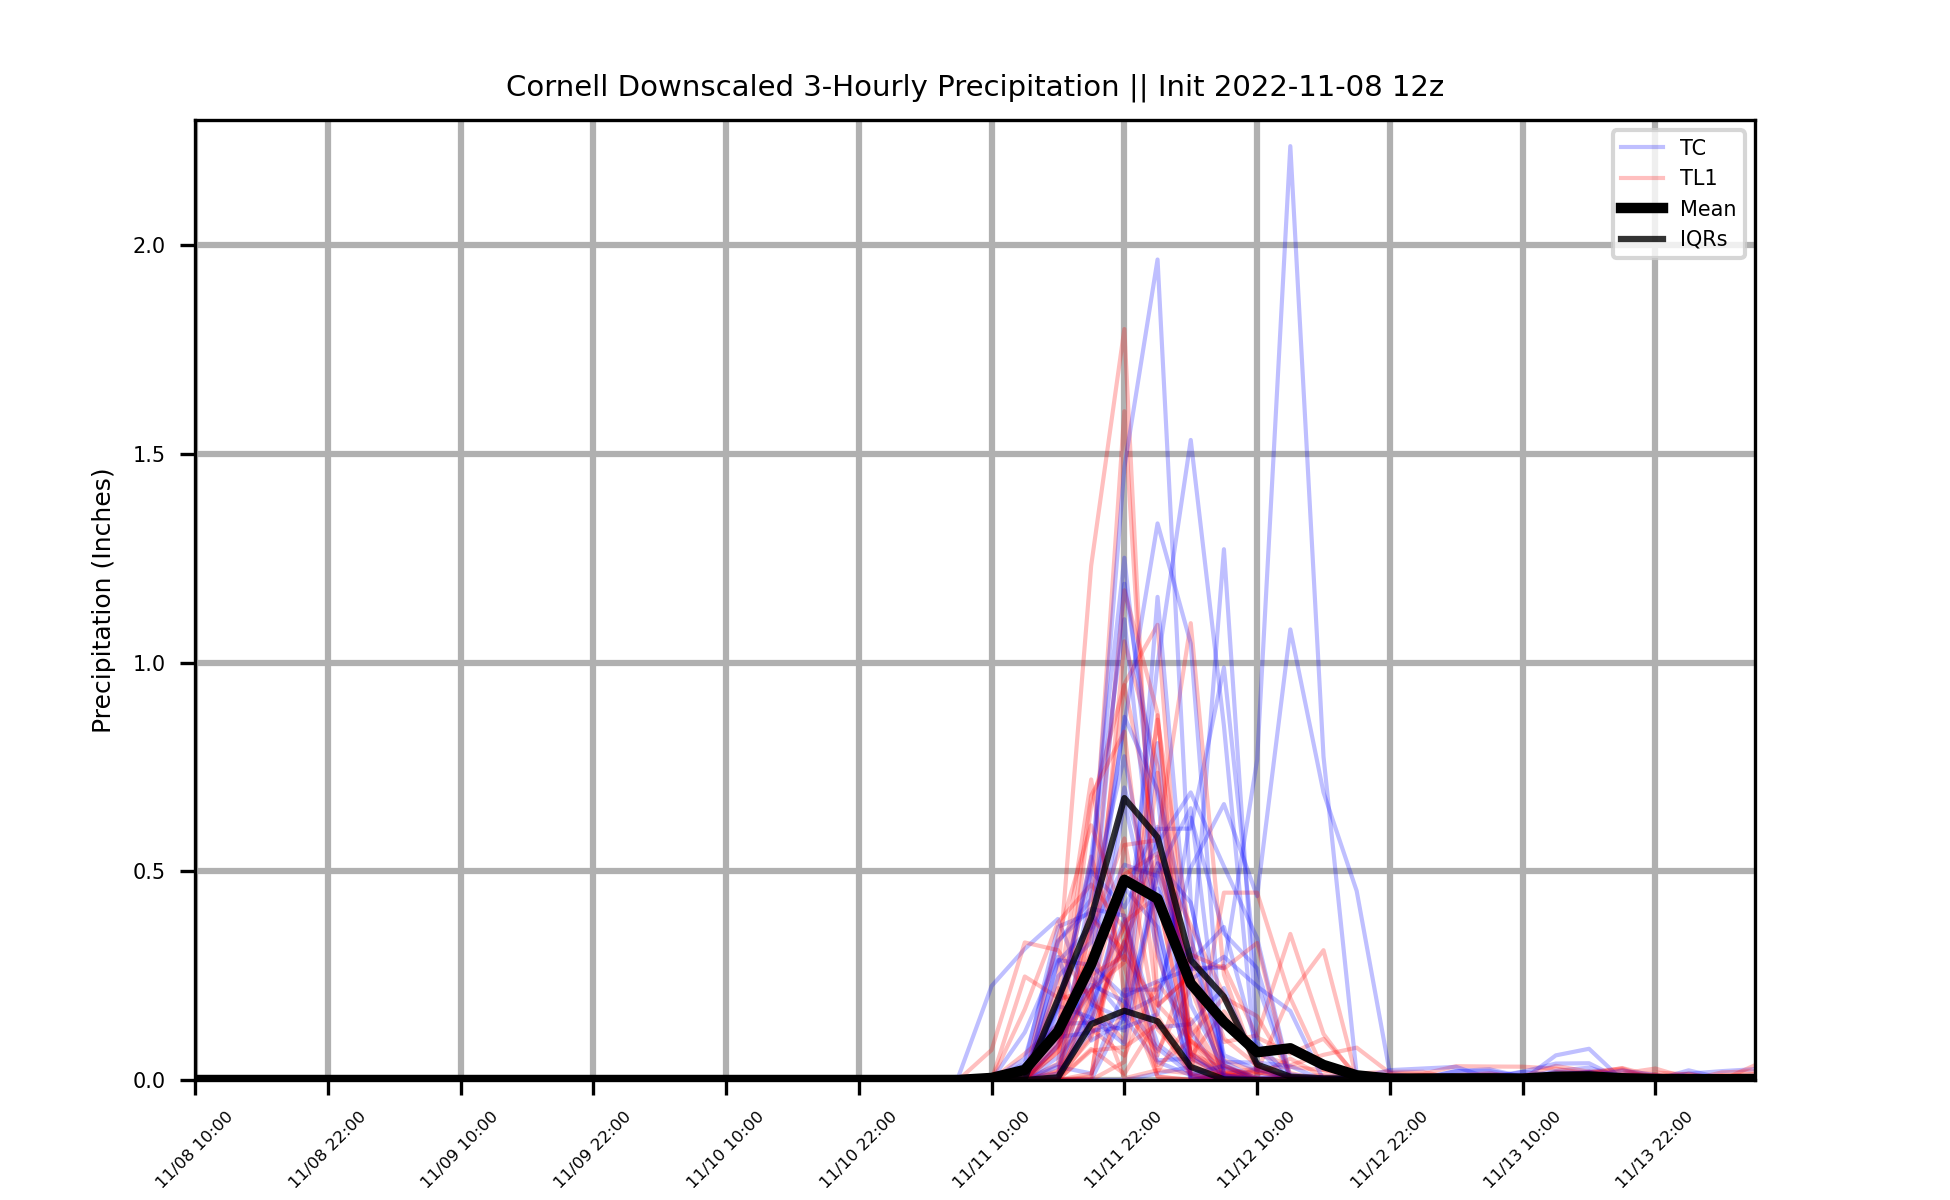 Cornell Downscaled 3-Hourly Precipitation || Init 2022-11-08 12z
TC
TL1
Mean
IQRs
Precipitation (Inches)
2.0
1.5
1.0
0.5
0.0
11/08 10:00
11/08 22:00
11/09 10:00
11/09 22:00
11/10 10:00
11/10 22:00
11/11 10:00
11/11 22:00
11/12 10:00
11/12 22:00
11/13 10:00
11/13 22:00